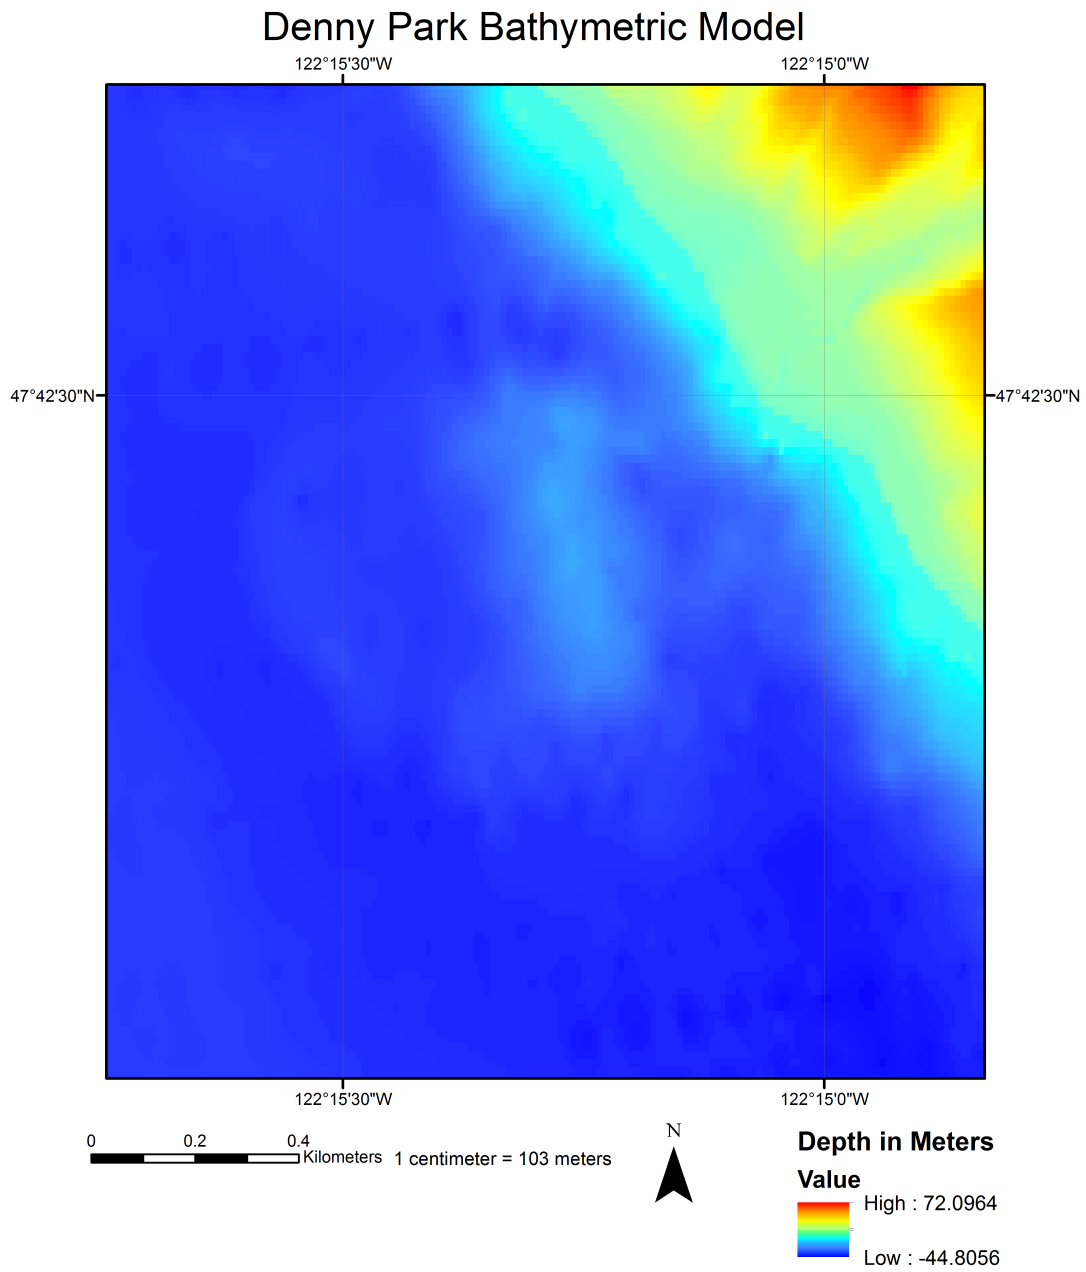 Denny Park Bathymetric Model
122°15'30"W 122°15'0"W
47°42'30"N 47°42'30"N
122°15'30"W 122°15'0"W
0 0.2 0.4
Kilometers 1 centimeter = 103 meters
N
Depth in Meters
Value
High : 72.0964
Low : -44.8056